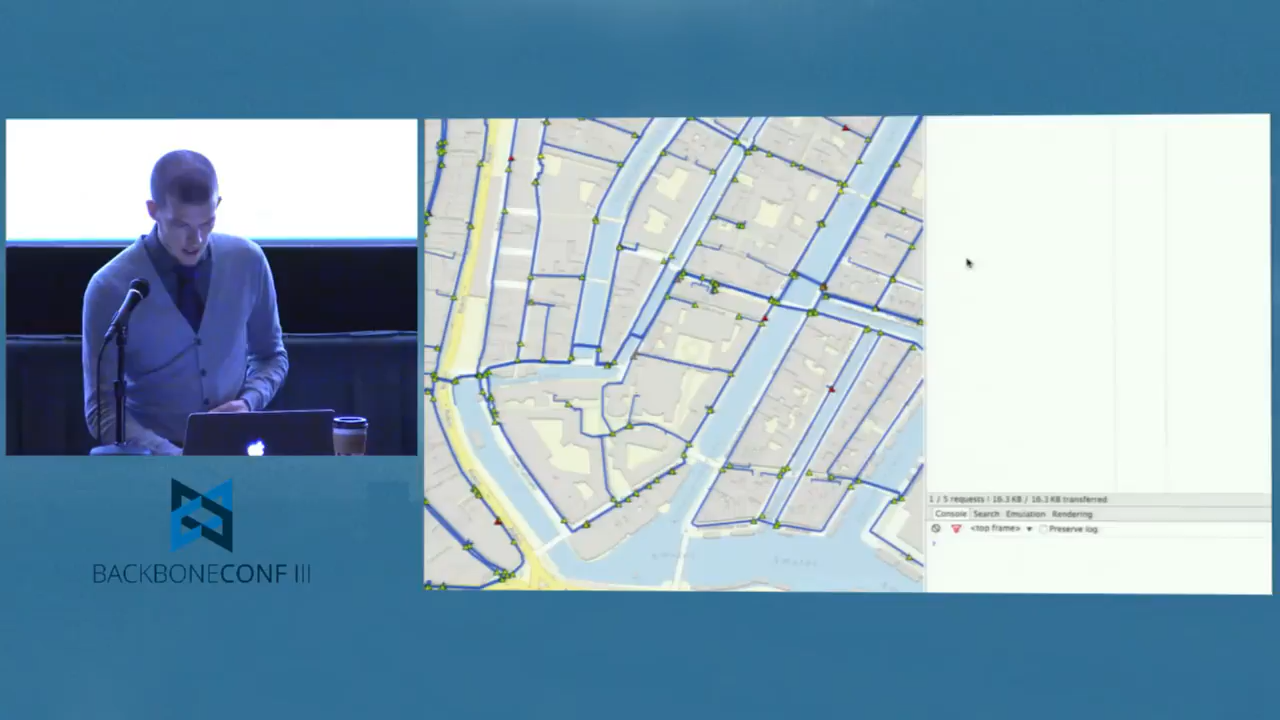 1 / 5 requests | 16.3 KB / 16.3 KB transferred
Console Search Emulation Rendering
<top frame> ▼ Preserve log
BACKBONECONF III